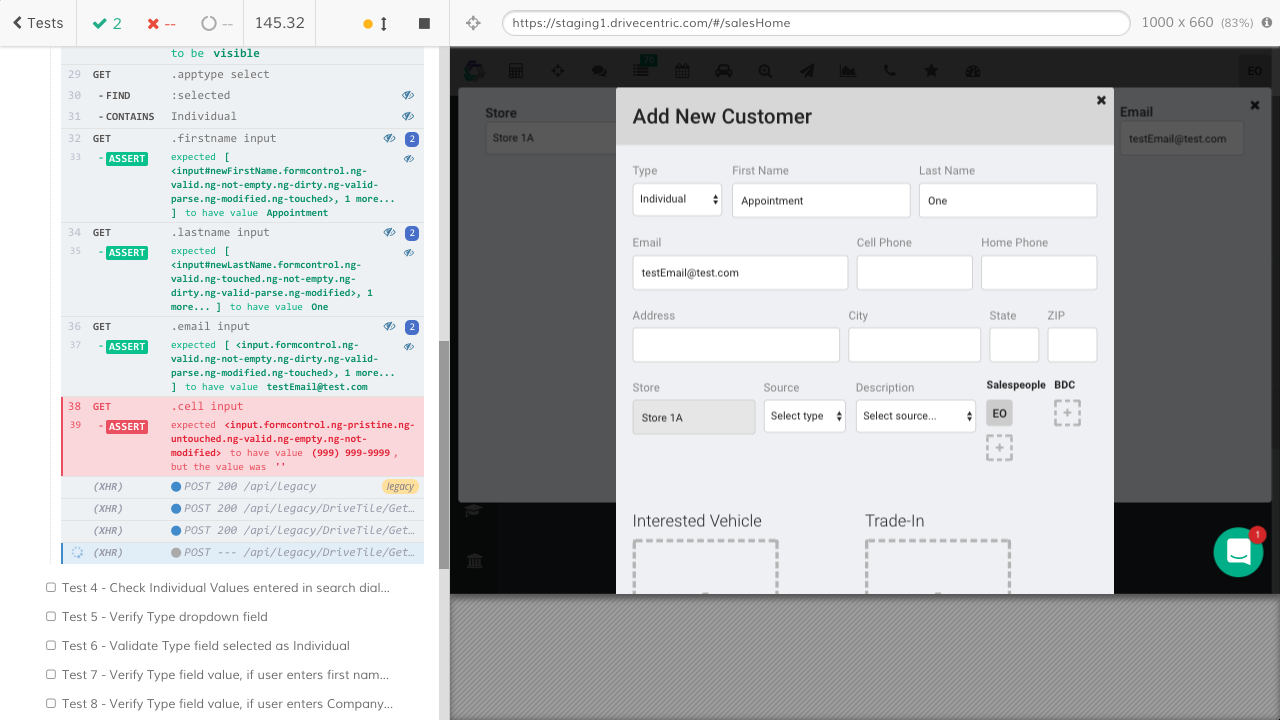 Tests
2
--
--
145.32
https://staging1.drivecentric.com/#/salesHome
1000 x 660 (83%)
to be visible
29 GET .apptype select
30 - FIND :selected
31 - CONTAINS Individual
32 GET .firstname input 2
33 - ASSERT expected [
<input#newFirstName.formcontrol.ng-
valid.ng-not-empty.ng-dirty.ng-valid-
parse.ng-modified.ng-touched>, 1 more...
] to have value Appointment
34 GET .lastname input 2
35 - ASSERT expected [
<input#newLastName.formcontrol.ng-
valid.ng-touched.ng-not-empty.ng-
dirty.ng-valid-parse.ng-modified>, 1
more... ] to have value One
36 GET .email input 2
37 - ASSERT expected [ <input.formcontrol.ng-
valid.ng-not-empty.ng-dirty.ng-valid-
parse.ng-modified.ng-touched>, 1 more...
] to have value testEmail@test.com
38 GET .cell input
39 - ASSERT expected <input.formcontrol.ng-pristine.ng-
untouched.ng-valid.ng-empty.ng-not-
modified> to have value (999) 999-9999 ,
but the value was ''
(XHR) POST 200 /api/legacy legacy
(XHR) POST 200 /api/legacy/DriveTile/Get...
(XHR) POST 200 /api/legacy/DriveTile/Get...
(XHR) POST --- /api/legacy/DriveTile/Get...
Test 4 - Check Individual Values entered in search dial...
Test 5 - Verify Type dropdown field
Test 6 - Validate Type field selected as Individual
Test 7 - Verify Type field value, if user enters first nam...
Test 8 - Verify Type field value, if user enters Company...
EO
Store
Store 1A
Email
testEmail@test.com
Add New Customer
Type First Name Last Name
Individual Appointment One
Email Cell Phone Home Phone
testEmail@test.com
Address City State ZIP
Store Source Description Salespeople BDC
Store 1A Select type Select source... EO
Interested Vehicle Trade-In
1